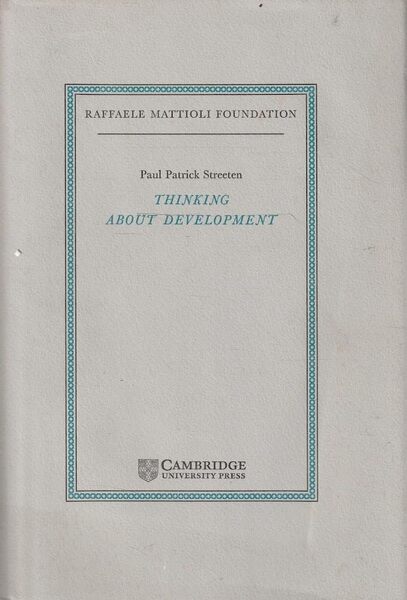 RAFFAELE MATTIOLI FOUNDATION
Paul Patrick Streeten
THINKING
ABOUT DEVELOPMENT
CAMBRIDGE
UNIVERSITY PRESS